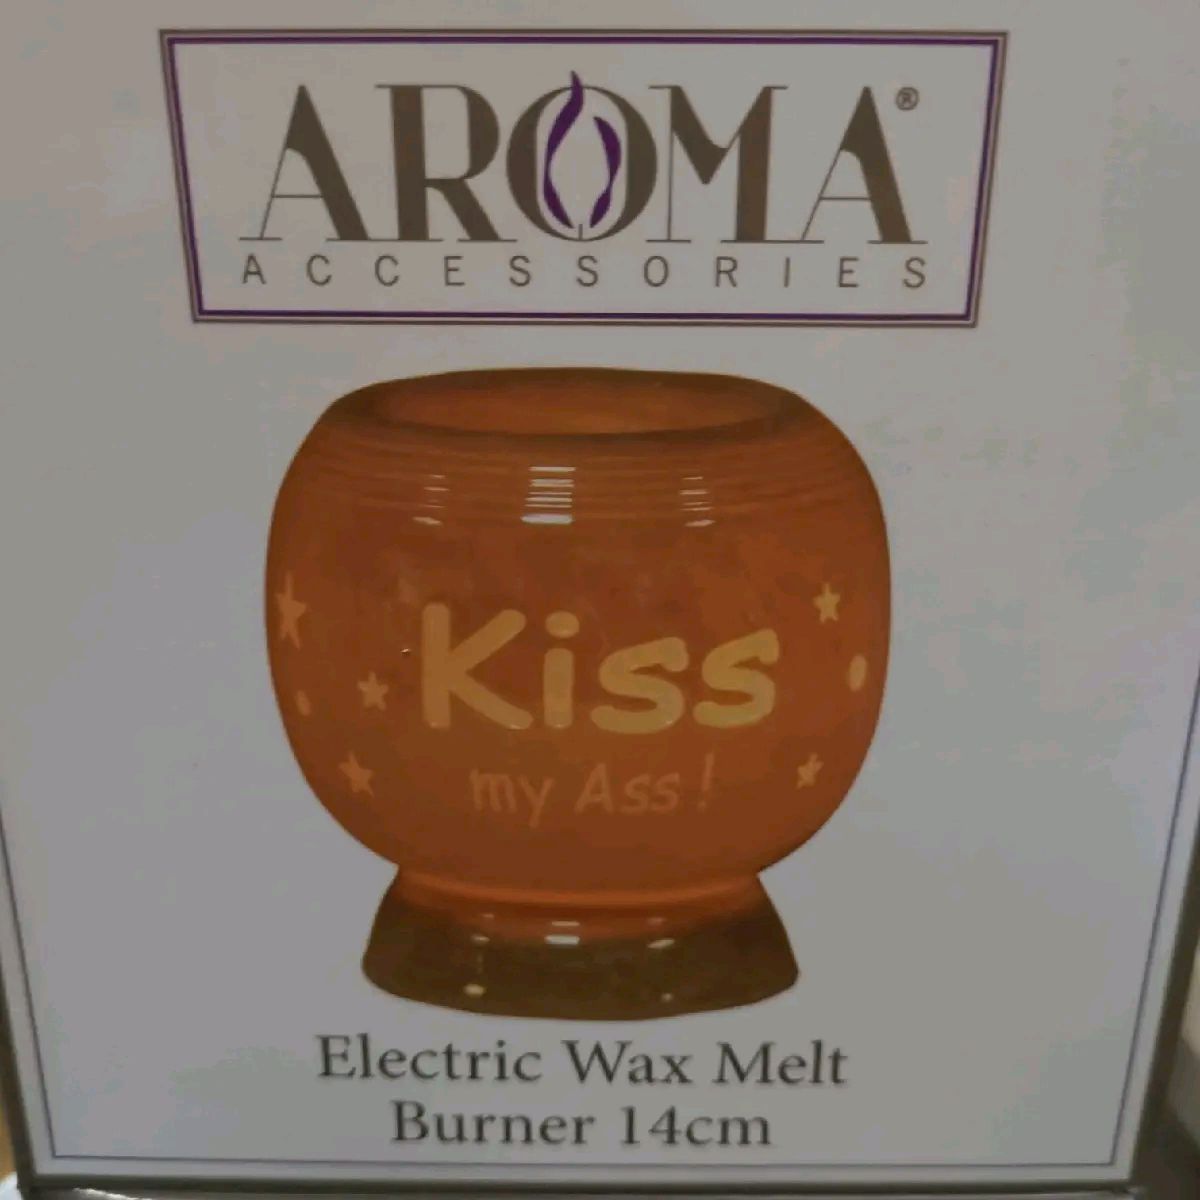 AROMA®
ACCESSORIES
Kiss
my Ass!
Electric Wax Melt
Burner 14cm